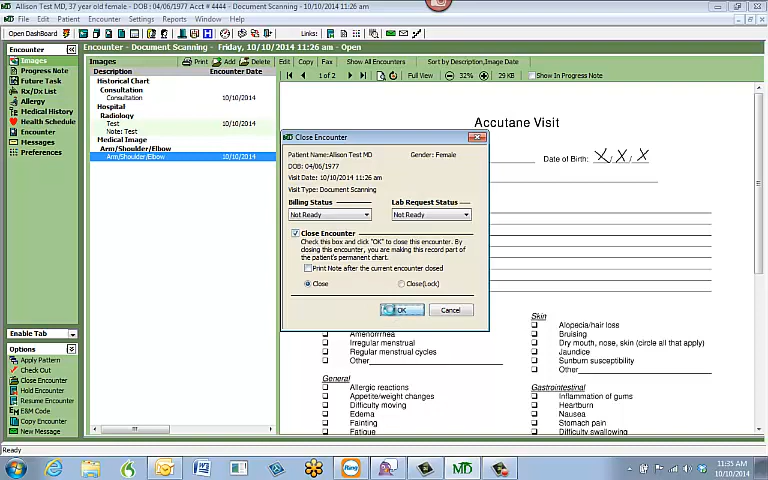 Allison Test MD, 37 year old female - DOB : 04/06/1977 Acct # 4444 - Document Scanning - 10/10/2014
File Edit Patient Encounter Settings Reports Window Help
Open DashBoard Links:
Encounter
Images
Progress Note
Future Task
Rx/Dx List
Allergy
Medical History
Health Schedule
Encounter
Messages
Preferences
Enable Tab
Options
Apply Pattern
Check Out
Close Encounter
Hold Encounter
Resume Encounter
E&M Code
Copy Encounter
New Message
Encounter - Document Scanning - Friday, 10/10/2014 11:26 am - Open
Images Print Add Delete Edit Copy Fax Show All Encounters Sort by Description,Image Date
Description Encounter Date
Historical Chart
Consultation
Consultation 10/10/2014
Hospital
Radiology
Test 10/10/2014
Note: Test
Medical Image
Arm/Shoulder/Elbow
Arm/Shoulder/Elbow 10/10/2014
1 of 2 Full View 32% 29 KB Show In Progress Note
Accutane Visit
Date of Birth: X/X/X
Close Encounter
Patient Name:Allison Test MD Gender: Female
DOB: 04/06/1977
Visit Date: 10/10/2014 11:26 am
Visit Type: Document Scanning
Billing Status Lab Request Status
Not Ready Not Ready
Close Encounter
Check this box and click "OK" to close this encounter. By
closing this encounter, you are making this record part of
the patient's permanent chart.
Print Note after the current encounter closed
Close Close(Lock)
OK Cancel
Amenorrhea
Irregular menstrual
Regular menstrual cycles
Other
General
Allergic reactions
Appetite/weight changes
Difficulty moving
Edema
Fainting
Fatigue
Skin
Alopecia/hair loss
Bruising
Dry mouth, nose, skin (circle all that apply)
Jaundice
Sunburn susceptibility
Other
Gastrointestinal
Inflammation of gums
Heartburn
Nausea
Stomach pain
Difficulty swallowing
Ready
Ring
MD
11:35 AM
10/10/2014